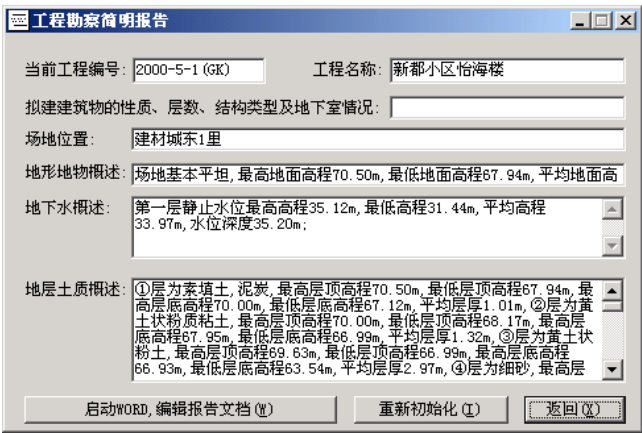 工程勘察简明报告
当前工程编号: 2000-5-1(GK) 工程名称: 新都小区怡海楼
拟建建筑物的性质、层数、结构类型及地下室情况:
场地位置: 建材城东1里
地形地物概述: 场地基本平坦,最高地面高程70.50m,最低地面高程67.94m,平均地面高
地下水概述: 第一层静止水位最高高程35.12m,最低高程31.44m,平均高程
33.97m,水位深度35.20m;
地层土质概述: ①层为素填土,泥炭,最高层顶高程70.50m,最低层顶高程67.94m,最
高层底高程70.00m,最低层底高程67.12m,平均层厚1.01m,②层为黄
土状粉质粘土,最高层顶高程70.00m,最低层顶高程68.17m,最高层
底高程67.95m,最低层底高程66.99m,平均层厚1.32m,③层为黄土状
粉土,最高层顶高程69.63m,最低层顶高程66.99m,最高层底高程
66.93m,最低层底高程63.54m,平均层厚2.97m,④层为细砂,最高层
启动WORD,编辑报告文档(W) 重新初始化(I) 返回(X)